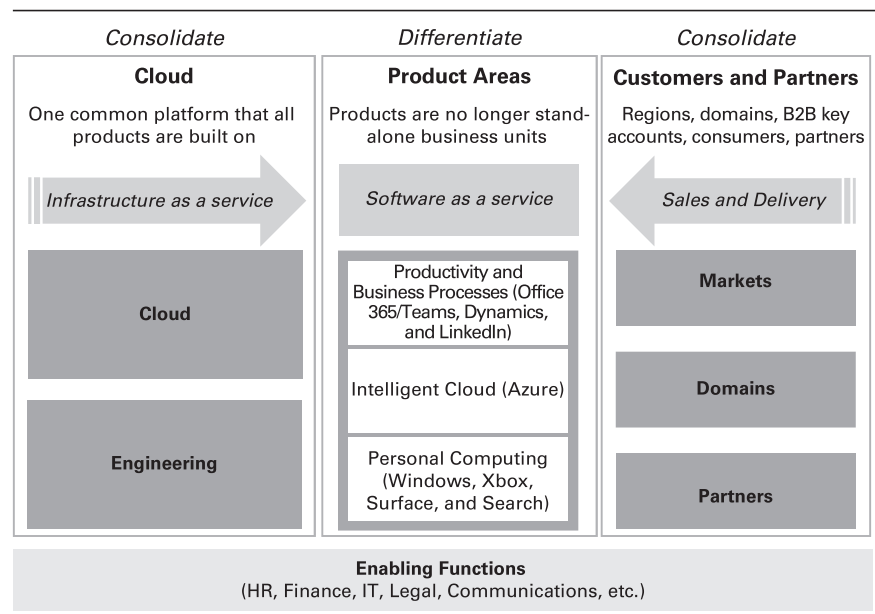 Consolidate
Cloud
One common platform that all
products are built on
Infrastructure as a service
Cloud
Engineering
Differentiate
Product Areas
Products are no longer stand-
alone business units
Software as a service
Productivity and
Business Processes (Office
365/Teams, Dynamics,
and LinkedIn)
Intelligent Cloud (Azure)
Personal Computing
(Windows, Xbox,
Surface, and Search)
Consolidate
Customers and Partners
Regions, domains, B2B key
accounts, consumers, partners
Sales and Delivery
Markets
Domains
Partners
Enabling Functions
(HR, Finance, IT, Legal, Communications, etc.)